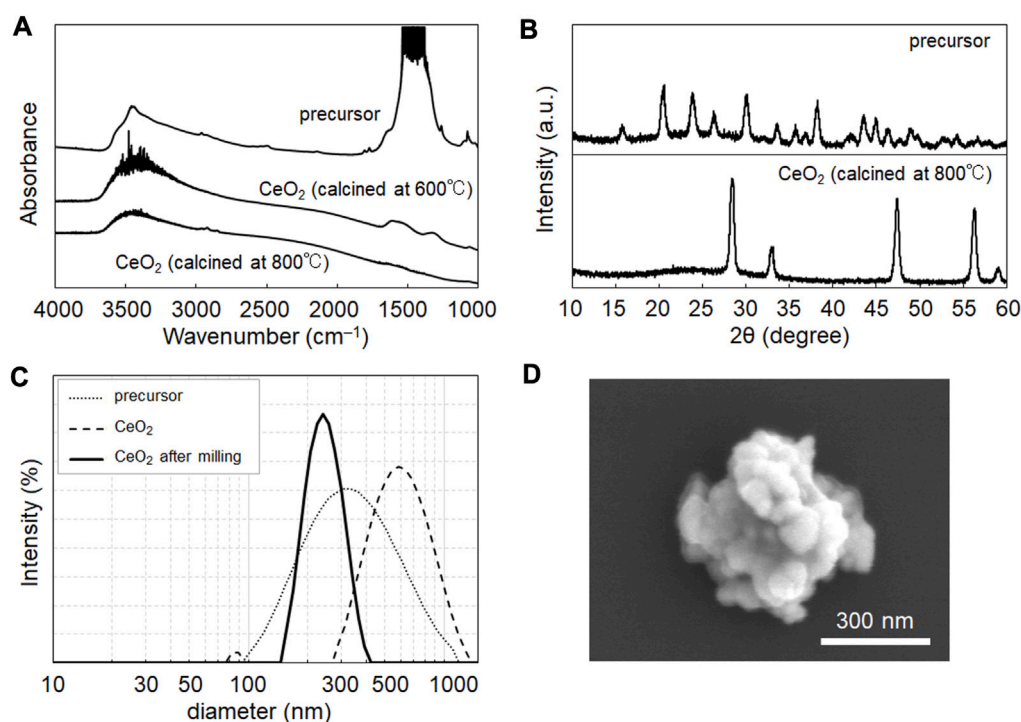 A
Absorbance
precursor
CeO₂ (calcined at 600℃)
CeO₂ (calcined at 800℃)
4000 3500 3000 2500 2000 1500 1000
Wavenumber (cm⁻¹)
B
Intensity (a.u.)
precursor
CeO₂ (calcined at 800℃)
10 15 20 25 30 35 40 45 50 55 60
2θ (degree)
C
Intensity (%)
precursor
CeO₂
CeO₂ after milling
10 20 50 100 300 500 1000
diameter (nm)
D
300 nm